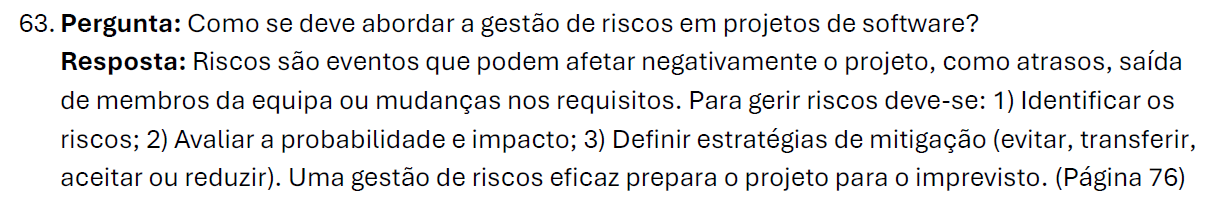 63. Pergunta: Como se deve abordar a gestão de riscos em projetos de software?
Resposta: Riscos são eventos que podem afetar negativamente o projeto, como atrasos, saída
de membros da equipa ou mudanças nos requisitos. Para gerir riscos deve-se: 1) Identificar os
riscos; 2) Avaliar a probabilidade e impacto; 3) Definir estratégias de mitigação (evitar, transferir,
aceitar ou reduzir). Uma gestão de riscos eficaz prepara o projeto para o imprevisto. (Página 76)